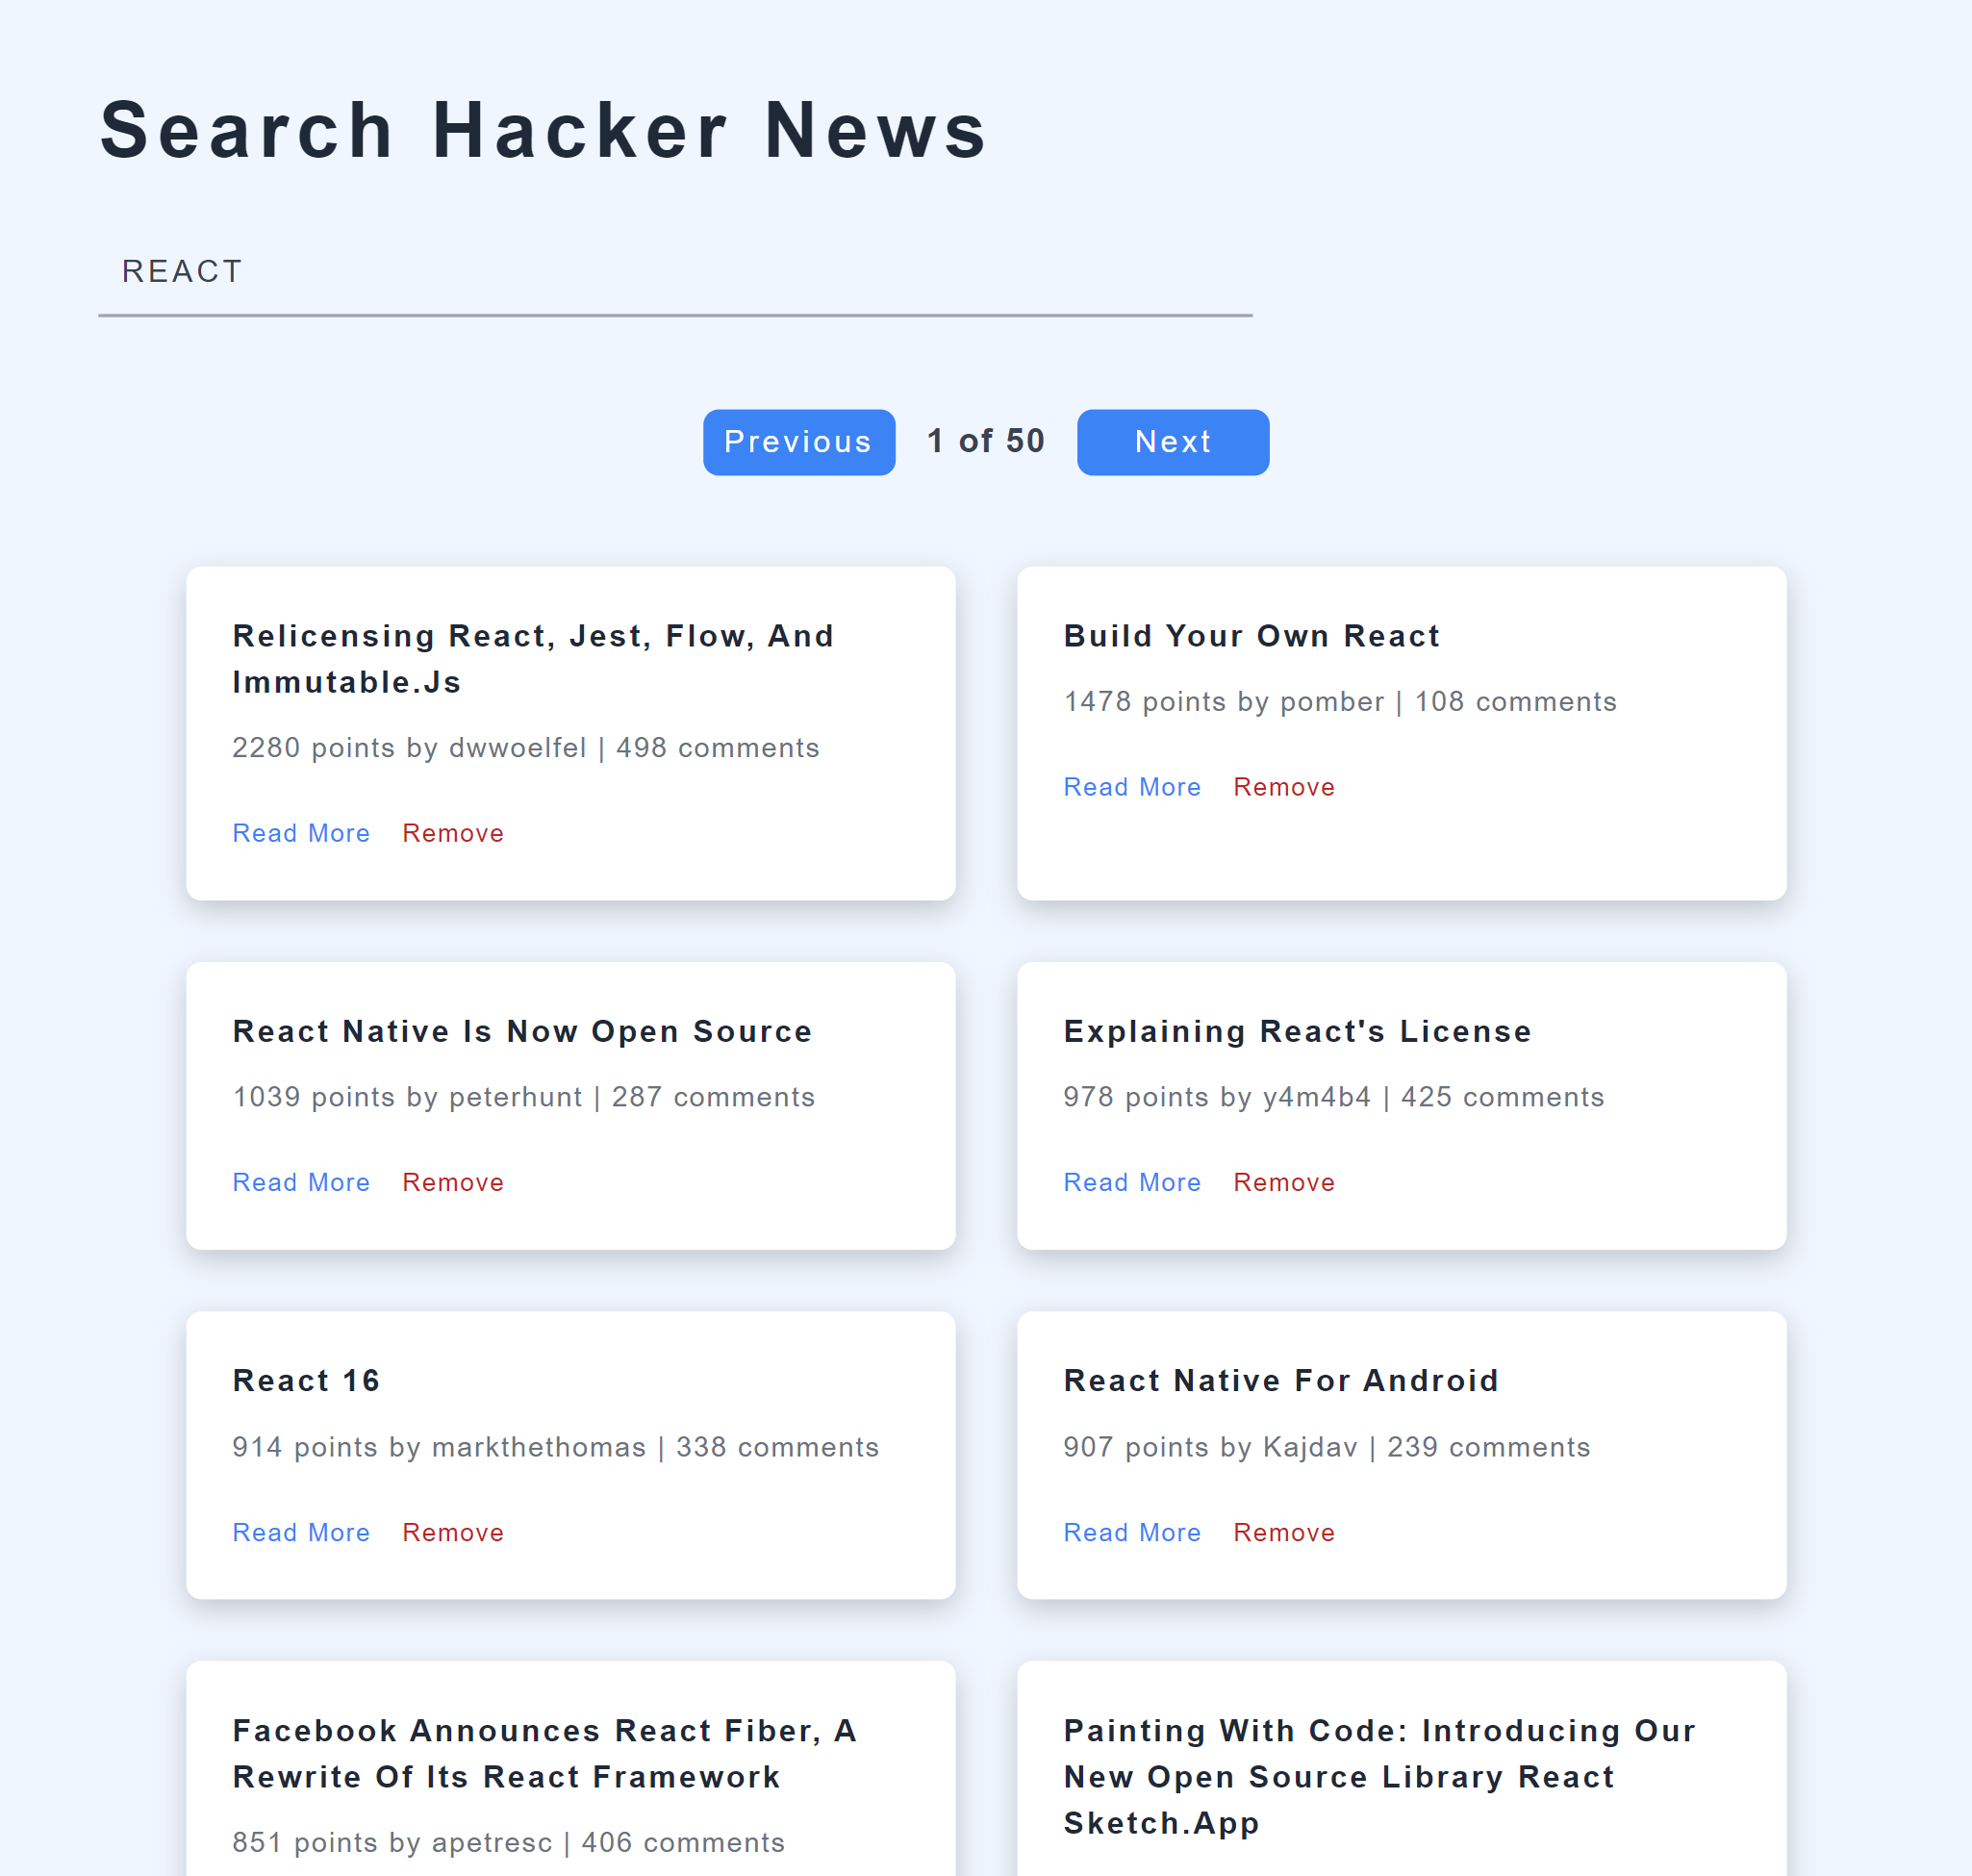 Search Hacker News
REACT
Previous 1 of 50 Next
Relicensing React, Jest, Flow, And
Immutable.Js
2280 points by dwwoelfel | 498 comments
Read More Remove
Build Your Own React
1478 points by pomber | 108 comments
Read More Remove
React Native Is Now Open Source
1039 points by peterhunt | 287 comments
Read More Remove
Explaining React's License
978 points by y4m4b4 | 425 comments
Read More Remove
React 16
914 points by markthethomas | 338 comments
Read More Remove
React Native For Android
907 points by Kajdav | 239 comments
Read More Remove
Facebook Announces React Fiber, A
Rewrite Of Its React Framework
851 points by apetresc | 406 comments
Painting With Code: Introducing Our
New Open Source Library React
Sketch.App